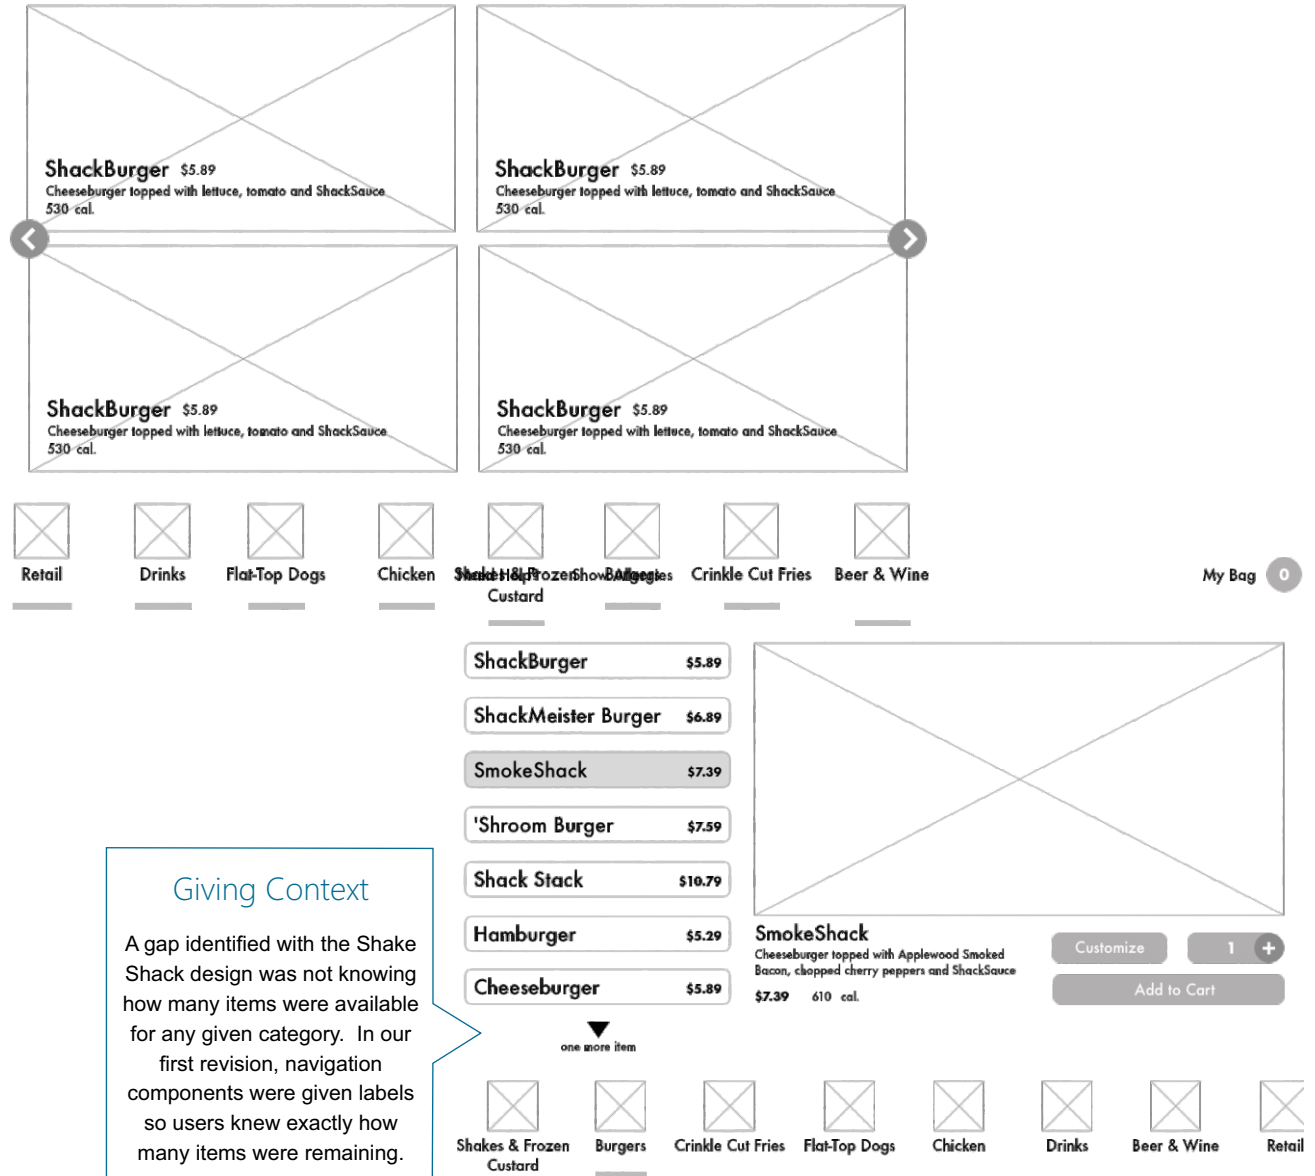 ShackBurger $5.89
Cheeseburger topped with lettuce, tomato and ShackSauce
530 cal.
ShackBurger $5.89
Cheeseburger topped with lettuce, tomato and ShackSauce
530 cal.
ShackBurger $5.89
Cheeseburger topped with lettuce, tomato and ShackSauce
530 cal.
ShackBurger $5.89
Cheeseburger topped with lettuce, tomato and ShackSauce
530 cal.
Retail
Drinks
Flat-Top Dogs
Chicken
Shakes & Frozen
Custard
Need Help?
Show Allergies
Burgers
Crinkle Cut Fries
Beer & Wine
My Bag 0
ShackBurger $5.89
ShackMeister Burger $6.89
SmokeShack $7.39
'Shroom Burger $7.59
Shack Stack $10.79
Hamburger $5.29
Cheeseburger $5.89
one more item
SmokeShack
Cheeseburger topped with Applewood Smoked
Bacon, chopped cherry peppers and ShackSauce
$7.39 610 cal.
Customize
1 +
Add to Cart
Giving Context
A gap identified with the Shake
Shack design was not knowing
how many items were available
for any given category. In our
first revision, navigation
components were given labels
so users knew exactly how
many items were remaining.
Shakes & Frozen
Custard
Burgers
Crinkle Cut Fries
Flat-Top Dogs
Chicken
Drinks
Beer & Wine
Retail